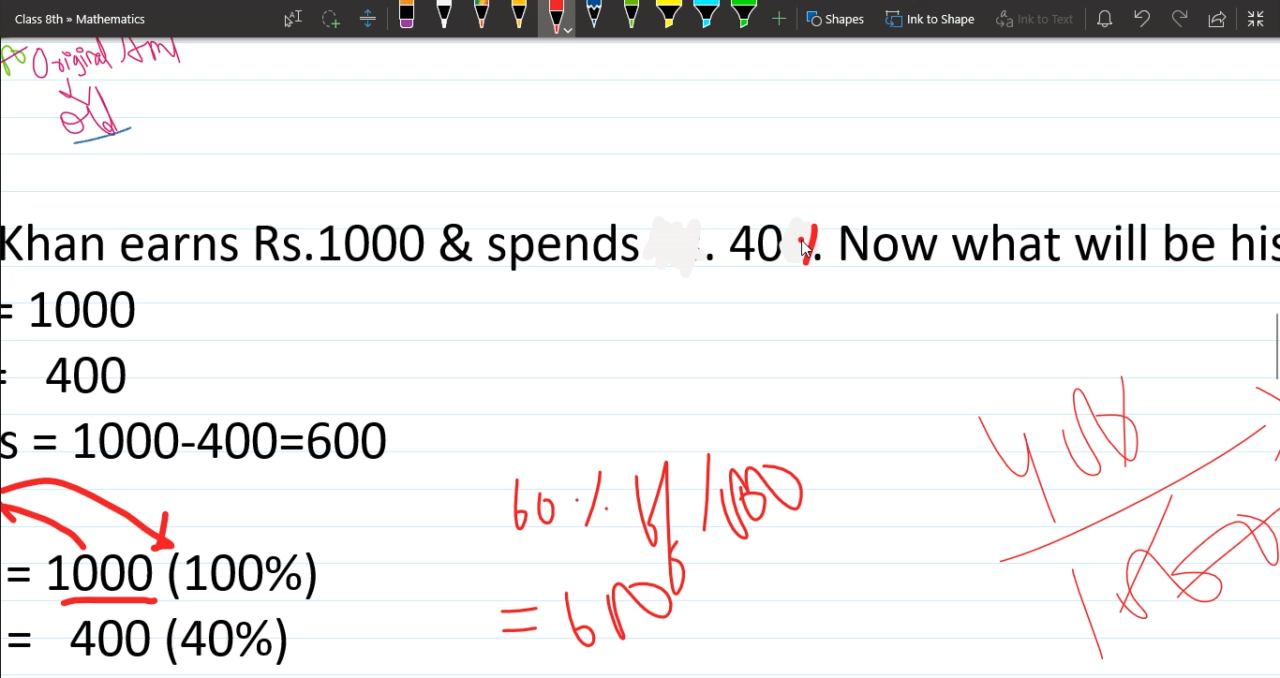 Class 8th » Mathematics
Shapes
Ink to Shape
Ink to Text
Original Amt
Old
Khan earns Rs.1000 & spends . 40%. Now what will be his
= 1000
= 400
s = 1000-400=600
60% of 1000
= 600
= 1000 (100%)
= 400 (40%)
400